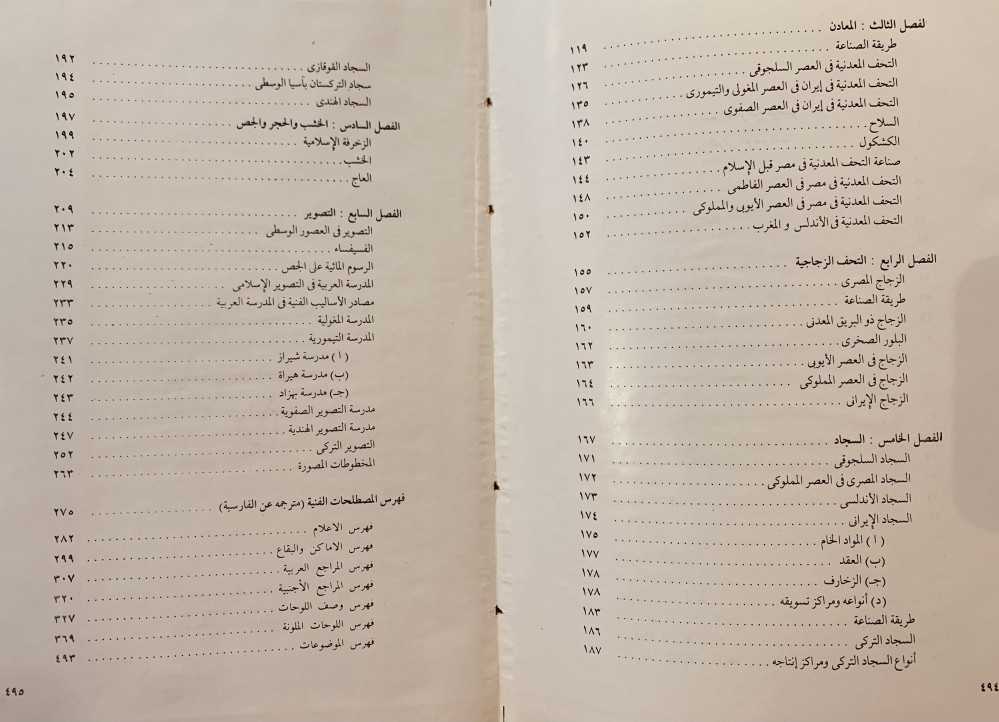 الفصل الثالث : المعادن ........ ١١٩
طريقة الصناعة ........ ١٢٣
التحف المعدنية فى العصر السلجوقى ........ ١٢٦
التحف المعدنية فى إيران فى العصر المغولى والتيمورى ........ ١٣٥
التحف المعدنية فى إيران فى العصر الصفوى ........ ١٣٨
السلاح ........ ١٤٠
الكشكول ........ ١٤٣
صناعة التحف المعدنية فى مصر قبل الإسلام ........ ١٤٤
التحف المعدنية فى مصر فى العصر الفاطمى ........ ١٤٨
التحف المعدنية فى مصر فى العصر الأيوبى والمملوكى ........ ١٥٠
التحف المعدنية فى الأندلس و المغرب ........ ١٥٢
الفصل الرابع : التحف الزجاجية ........ ١٥٥
الزجاج المصرى ........ ١٥٧
طريقة الصناعة ........ ١٥٩
الزجاج ذو البريق المعدنى ........ ١٦٠
البلور الصخرى ........ ١٦٢
الزجاج فى العصر الأيوبى ........ ١٦٣
الزجاج فى العصر المملوكى ........ ١٦٤
الزجاج الإيرانى ........ ١٦٦
الفصل الخامس : السجاد ........ ١٦٧
السجاد السلجوقى ........ ١٧١
السجاد المصرى فى العصر المملوكى ........ ١٧٢
السجاد الأندلسى ........ ١٧٣
السجاد الإيرانى ........ ١٧٤
( ا ) المواد الخام ........ ١٧٥
(ب) العقد ........ ١٧٧
(جـ) الزخارف ........ ١٧٨
(د) أنواعه ومراكز تسويقه ........ ١٧٨
طريقة الصناعة ........ ١٨٣
السجاد التركى ........ ١٨٦
أنواع السجاد التركى ومراكز إنتاجه ........ ١٨٧
٤٩٤
السجاد القوقازى ........ ١٩٢
سجاد التركستان بآسيا الوسطى ........ ١٩٤
السجاد الهندى ........ ١٩٥
الفصل السادس : الخشب والحجر والجص ........ ١٩٧
الزخرفة الإسلامية ........ ١٩٩
الخشب ........ ٢٠٢
العاج ........ ٢٠٤
الفصل السابع : التصوير ........ ٢٠٩
التصوير فى العصور الوسطى ........ ٢١٣
الفسيفساء ........ ٢١٥
الرسوم المائية على الجص ........ ٢٢٠
المدرسة العربية فى التصوير الإسلامى ........ ٢٢٩
مصادر الأساليب الفنية فى المدرسة العربية ........ ٢٣٣
المدرسة المغولية ........ ٢٣٥
المدرسة التيمورية ........ ٢٣٧
( ا ) مدرسة شيراز ........ ٢٤١
(ب) مدرسة هيراة ........ ٢٤٢
(جـ) مدرسة بهزاد ........ ٢٤٣
مدرسة التصوير الصفوية ........ ٢٤٤
مدرسة التصوير الهندية ........ ٢٤٧
التصوير التركى ........ ٢٥٢
المخطوطات المصورة ........ ٢٦٣
فهرس المصطلحات الفنية (مترجمه عن الفارسية) ........ ٢٧٥
فهرس الاعلام ........ ٢٨٢
فهرس الاماكن والبقاع ........ ٢٩٩
فهرس المراجع العربية ........ ٣٠٧
فهرس المراجع الأجنبية ........ ٣٢٠
فهرس وصف اللوحات ........ ٣٢٧
فهرس اللوحات الملونة ........ ٣٦٩
فهرس الموضوعات ........ ٤٩٣
٤٩٥